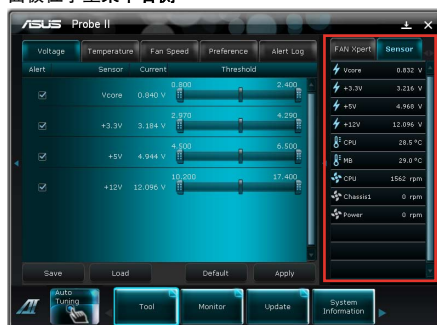 ASUS Probe II
Voltage Temperature Fan Speed Preference Alert Log
Alert Sensor Current Threshold
Vcore 0.840 V 0.800 2.400
+3.3V 3.184 V 2.970 4.290
+5V 4.944 V 4.500 6.500
+12V 12.096 V 10.200 17.400
Save Load Default Apply
FAN Xpert Sensor
Vcore 0.832 V
+3.3V 3.216 V
+5V 4.968 V
+12V 12.096 V
CPU 28.5 °C
MB 29.0 °C
CPU 1562 rpm
Chassis1 0 rpm
Power 0 rpm
Auto Tuning Tool Monitor Update System Information